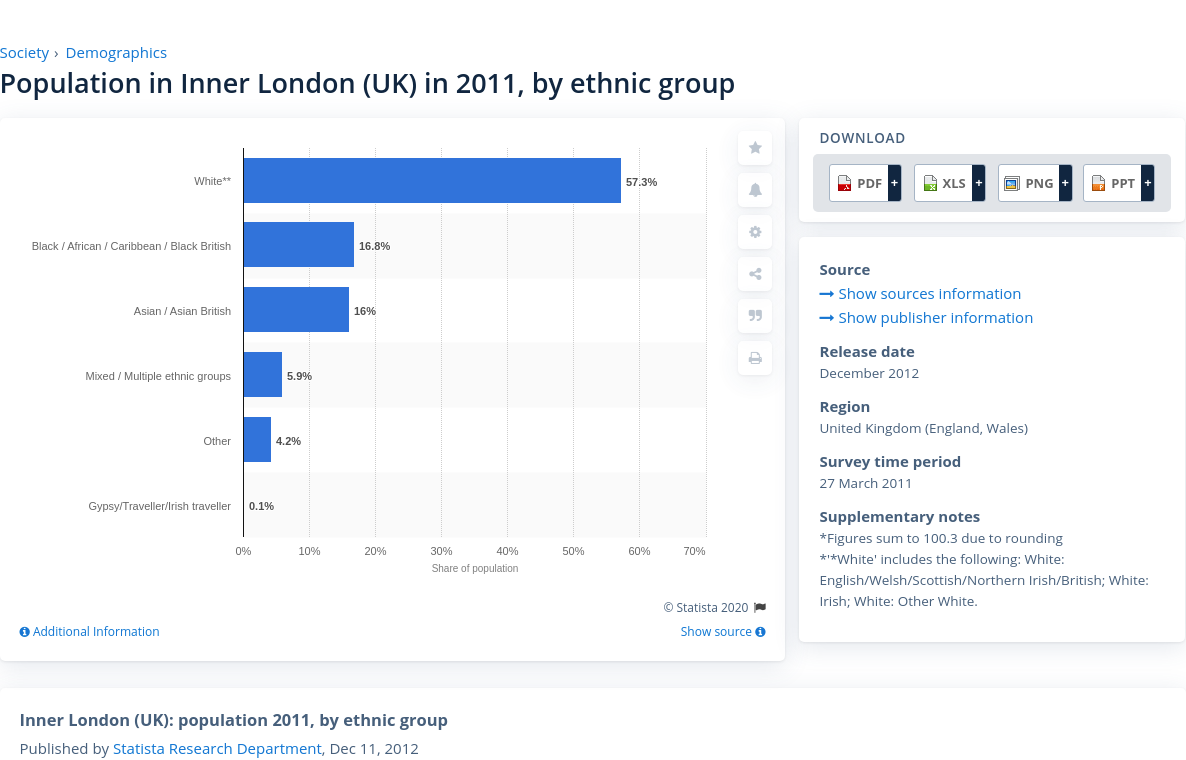 Society › Demographics
Population in Inner London (UK) in 2011, by ethnic group
White**
57.3%
Black / African / Caribbean / Black British
16.8%
Asian / Asian British
16%
Mixed / Multiple ethnic groups
5.9%
Other
4.2%
Gypsy/Traveller/Irish traveller
0.1%
0% 10% 20% 30% 40% 50% 60% 70%
Share of population
© Statista 2020
Additional Information
Show source
DOWNLOAD
PDF + XLS + PNG + PPT +
Source
Show sources information
Show publisher information
Release date
December 2012
Region
United Kingdom (England, Wales)
Survey time period
27 March 2011
Supplementary notes
*Figures sum to 100.3 due to rounding
*'*White' includes the following: White:
English/Welsh/Scottish/Northern Irish/British; White:
Irish; White: Other White.
Inner London (UK): population 2011, by ethnic group
Published by Statista Research Department, Dec 11, 2012